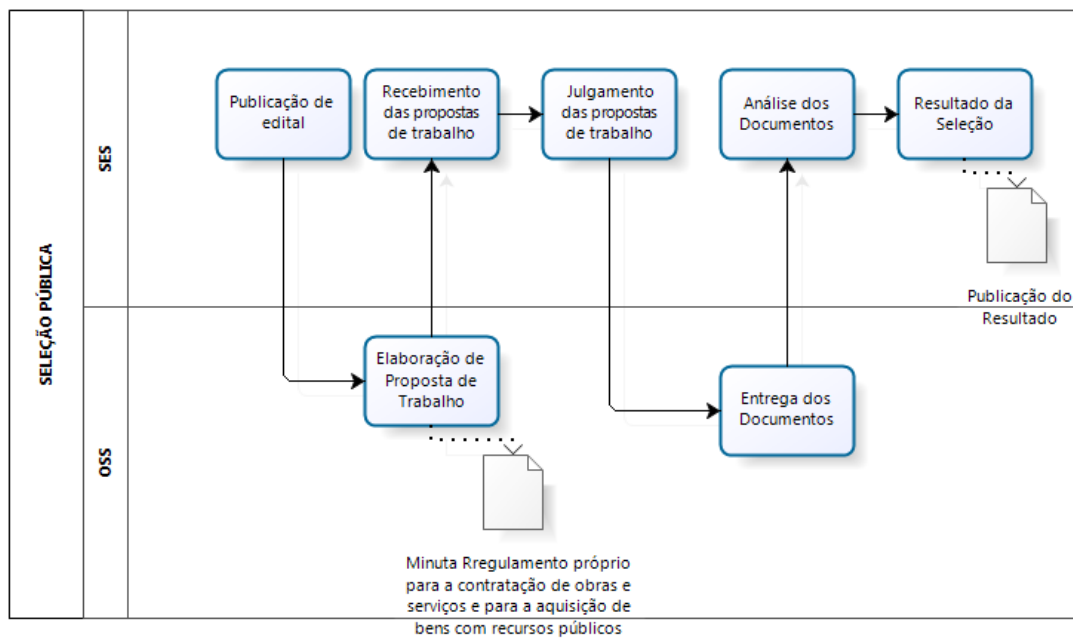 SELEÇÃO PÚBLICA
SES
Publicação de
edital
Recebimento
das propostas
de trabalho
Julgamento
das propostas
de trabalho
Análise dos
Documentos
Resultado da
Seleção
Publicação do
Resultado
OSS
Elaboração de
Proposta de
Trabalho
Entrega dos
Documentos
Minuta Rregulamento próprio
para a contratação de obras e
serviços e para a aquisição de
bens com recursos públicos